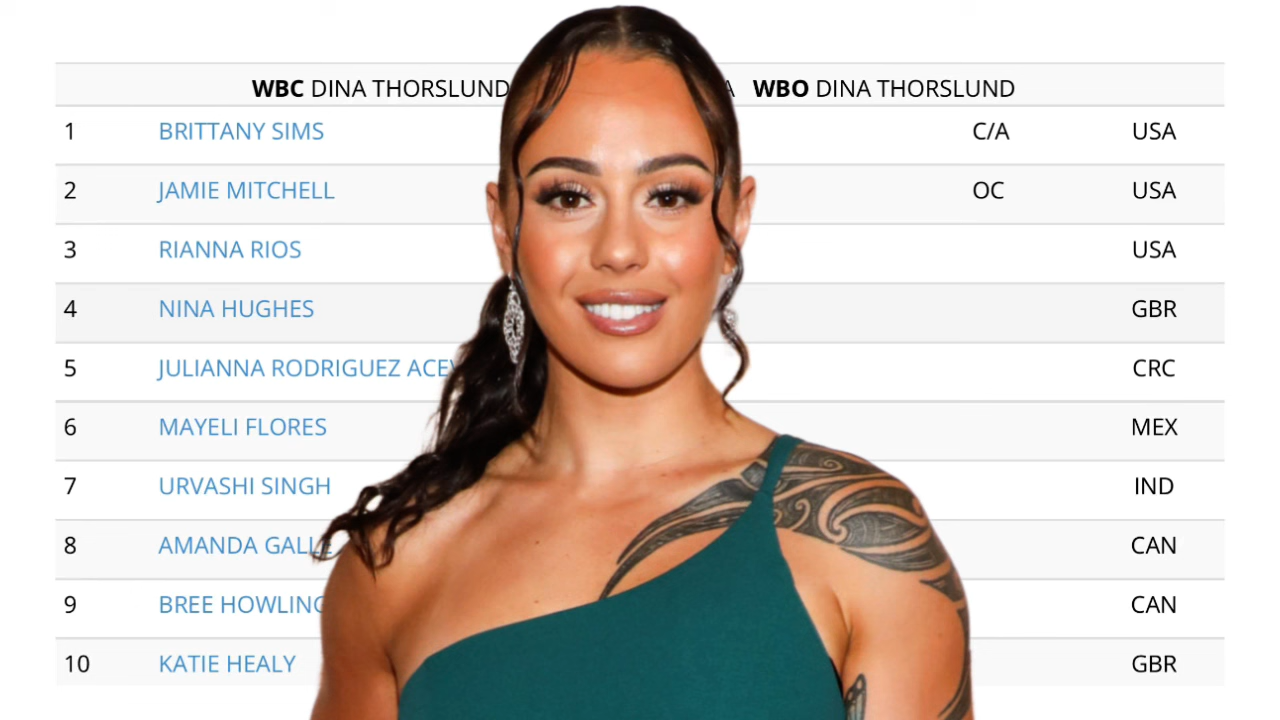 WBC DINA THORSLUND A WBO DINA THORSLUND
1 BRITTANY SIMS C/A USA
2 JAMIE MITCHELL OC USA
3 RIANNA RIOS USA
4 NINA HUGHES GBR
5 JULIANNA RODRIGUEZ CRC
6 MAYELI FLORES MEX
7 URVASHI SINGH IND
8 AMANDA CAN
9 BREE CAN
10 KATIE HEALY GBR